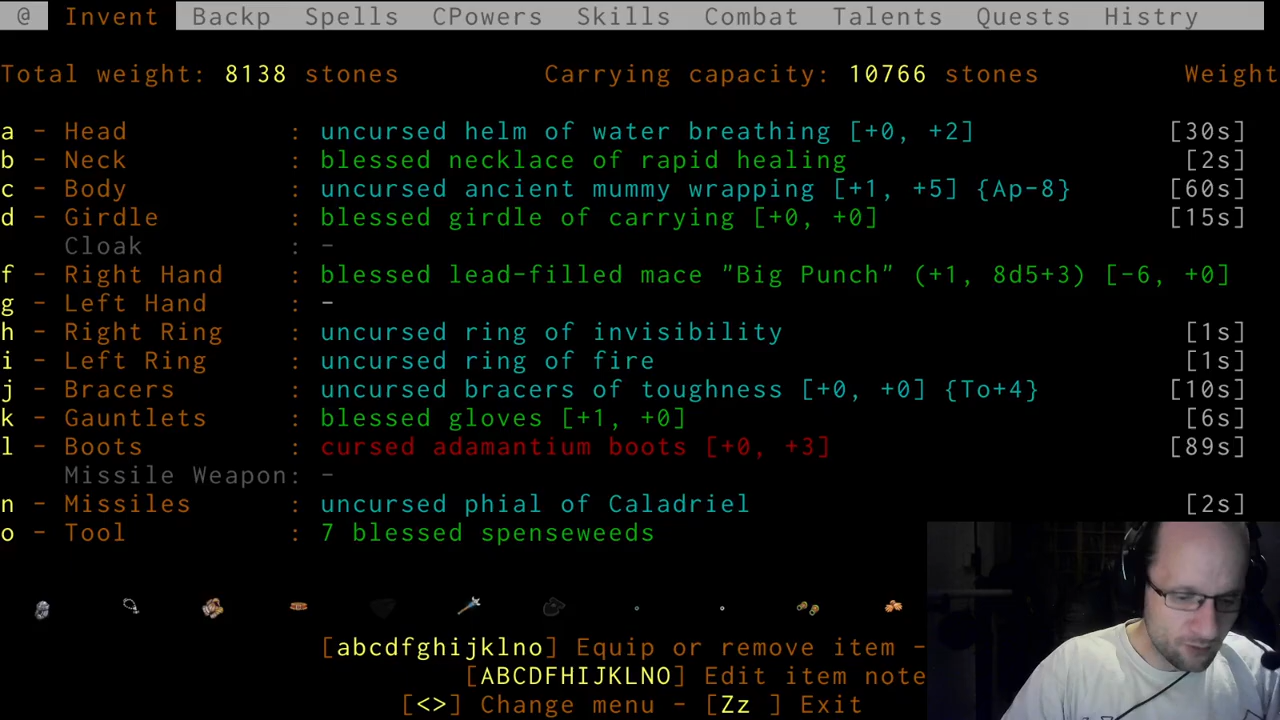 @ Invent Backp Spells CPowers Skills Combat Talents Quests Histry
Total weight: 8138 stones Carrying capacity: 10766 stones Weight
a - Head : uncursed helm of water breathing [+0, +2] [30s]
b - Neck : blessed necklace of rapid healing [2s]
c - Body : uncursed ancient mummy wrapping [+1, +5] {Ap-8} [60s]
d - Girdle : blessed girdle of carrying [+0, +0] [15s]
Cloak : -
f - Right Hand : blessed lead-filled mace "Big Punch" (+1, 8d5+3) [-6, +0]
g - Left Hand : -
h - Right Ring : uncursed ring of invisibility [1s]
i - Left Ring : uncursed ring of fire [1s]
j - Bracers : uncursed bracers of toughness [+0, +0] {To+4} [10s]
k - Gauntlets : blessed gloves [+1, +0] [6s]
l - Boots : cursed adamantium boots [+0, +3] [89s]
Missile Weapon: -
n - Missiles : uncursed phial of Caladriel [2s]
o - Tool : 7 blessed spenseweeds
[abcdfghijklno] Equip or remove item -
[ABCDFHIJKLNO] Edit item note
[<>] Change menu - [Zz ] Exit